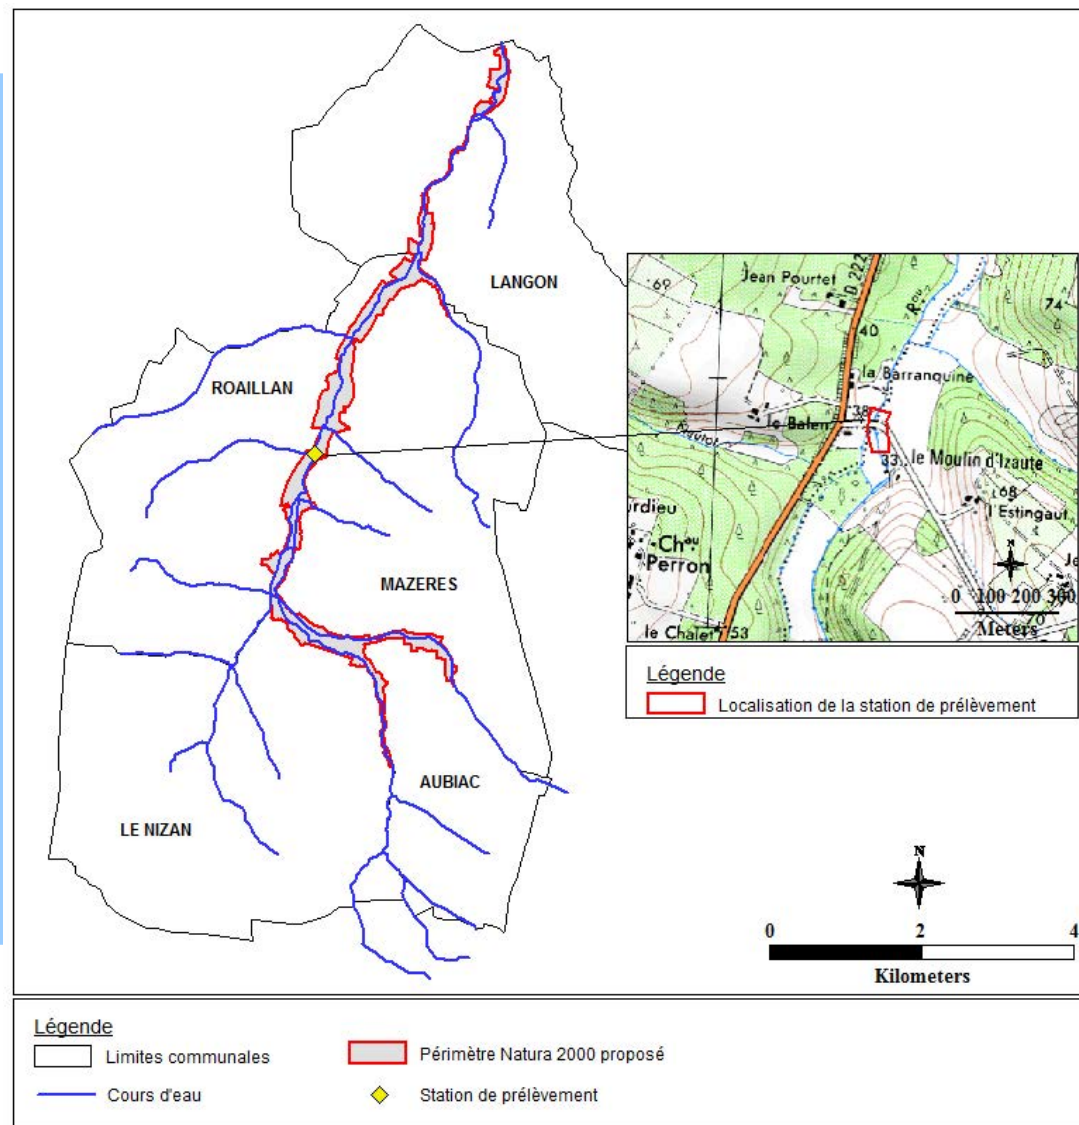 LANGON
ROAILLAN
MAZERES
AUBIAC
LE NIZAN
Jean Pourtet
D 222
69
74
40
la Barranquine
38
le Balen
33
le Moulin d'Izaute
68
l'Estingaut
Ch.au
Perron
le Chalet
53
N
0 100 200 300
Meters
Légende
Localisation de la station de prélèvement
N
0 2 4
Kilometers
Légende
Limites communales
Périmètre Natura 2000 proposé
Cours d'eau
Station de prélèvement